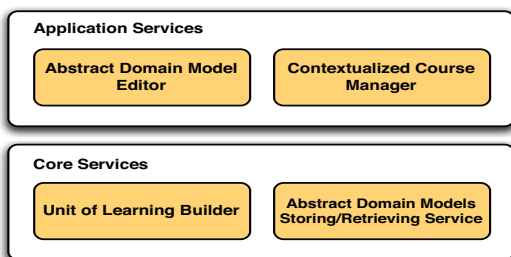 Application Services
Abstract Domain Model
Editor
Contextualized Course
Manager
Core Services
Unit of Learning Builder
Abstract Domain Models
Storing/Retrieving Service